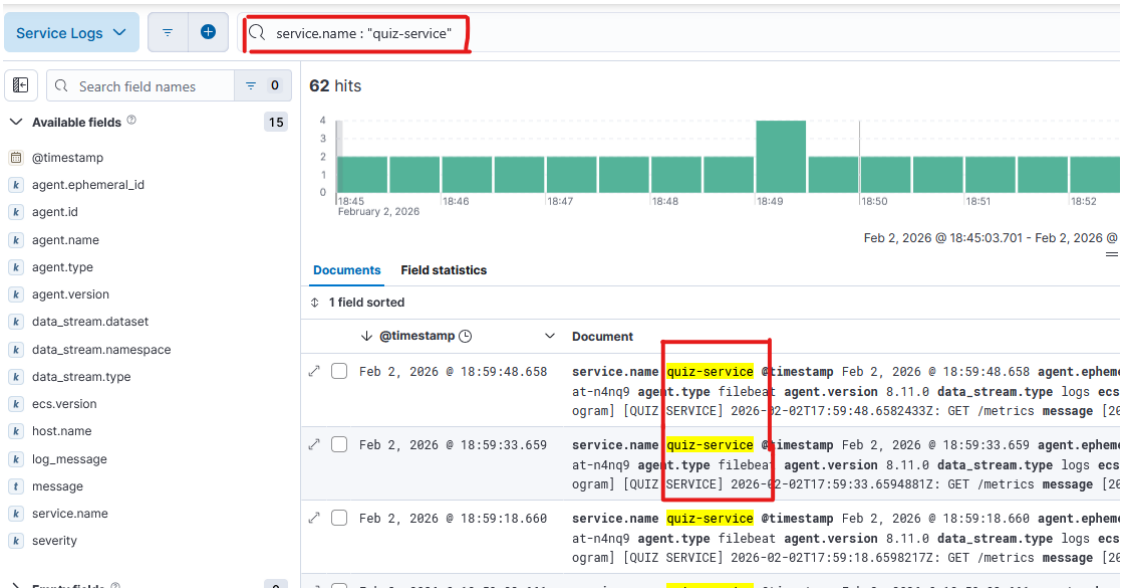 Service Logs
service.name : "quiz-service"
Search field names
0
62 hits
Available fields
15
@timestamp
agent.ephemeral_id
agent.id
agent.name
agent.type
agent.version
data_stream.dataset
data_stream.namespace
data_stream.type
ecs.version
host.name
log_message
message
service.name
severity
4
3
2
1
0
18:45 18:46 18:47 18:48 18:49 18:50 18:51 18:52
February 2, 2026
Feb 2, 2026 @ 18:45:03.701 - Feb 2, 2026 @
Documents Field statistics
1 field sorted
@timestamp Document
Feb 2, 2026 @ 18:59:48.658 service.name quiz-service @timestamp Feb 2, 2026 @ 18:59:48.658 agent.epheme
at-n4nq9 agent.type filebeat agent.version 8.11.0 data_stream.type logs ecs
ogram] [QUIZ SERVICE] 2026-02-02T17:59:48.6582433Z: GET /metrics message [20
Feb 2, 2026 @ 18:59:33.659 service.name quiz-service @timestamp Feb 2, 2026 @ 18:59:33.659 agent.epheme
at-n4nq9 agent.type filebeat agent.version 8.11.0 data_stream.type logs ecs
ogram] [QUIZ SERVICE] 2026-02-02T17:59:33.6594881Z: GET /metrics message [20
Feb 2, 2026 @ 18:59:18.660 service.name quiz-service @timestamp Feb 2, 2026 @ 18:59:18.660 agent.epheme
at-n4nq9 agent.type filebeat agent.version 8.11.0 data_stream.type logs ecs
ogram] [QUIZ SERVICE] 2026-02-02T17:59:18.6598217Z: GET /metrics message [20